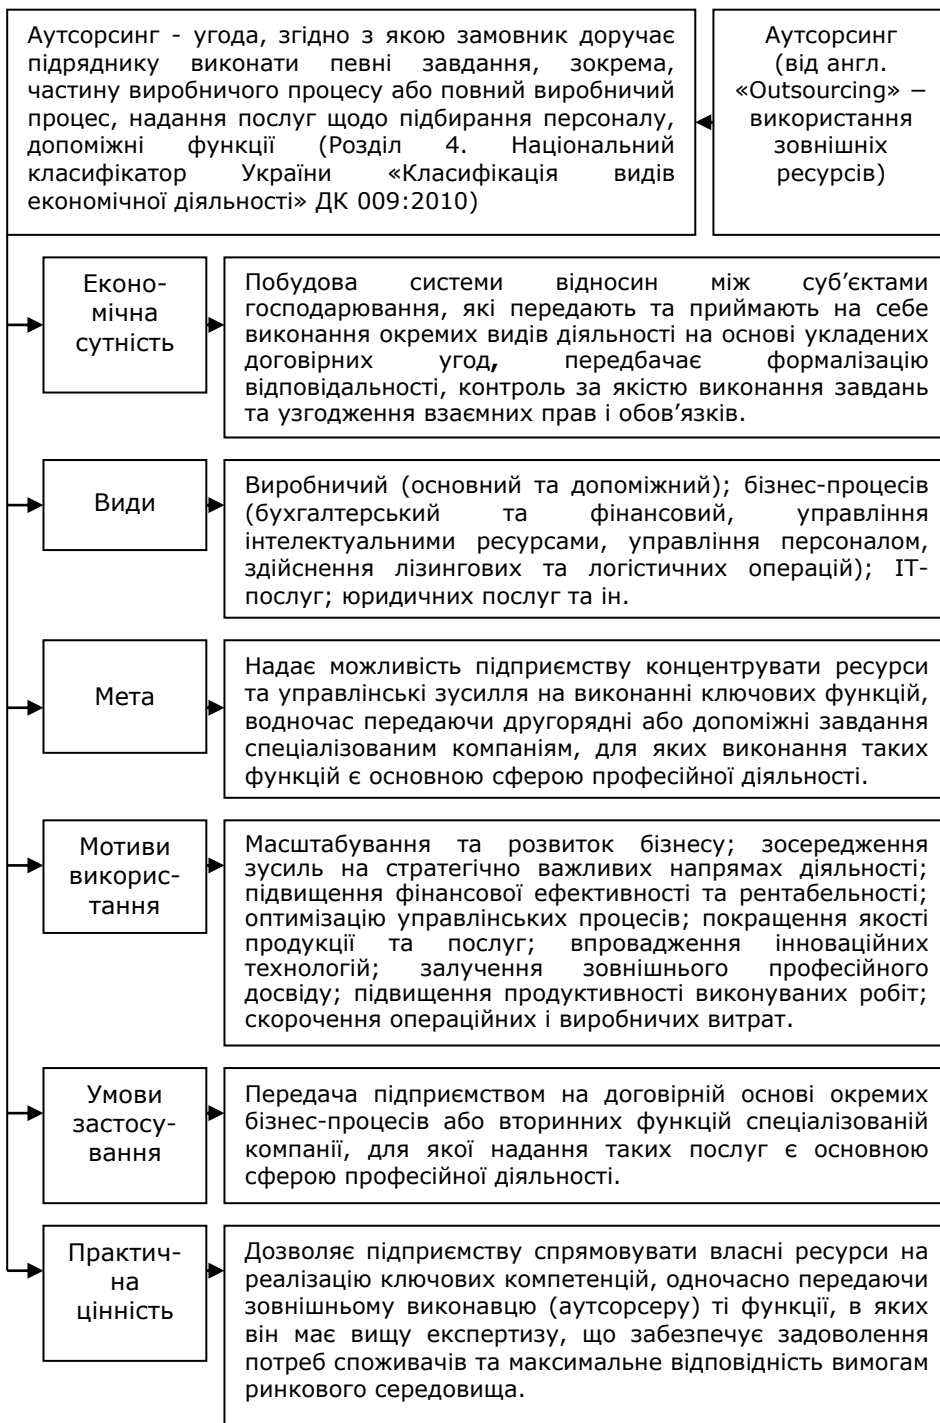 Аутсорсинг - угода, згідно з якою замовник доручає
підряднику виконати певні завдання, зокрема,
частину виробничого процесу або повний виробничий
процес, надання послуг щодо підбирання персоналу,
допоміжні функції (Розділ 4. Національний
класифікатор України «Класифікація видів
економічної діяльності» ДК 009:2010)
Аутсорсинг
(від англ.
«Outsourcing» –
використання
зовнішніх
ресурсів)
Еконо-
мічна
сутність
Побудова системи відносин між суб’єктами
господарювання, які передають та приймають на себе
виконання окремих видів діяльності на основі укладених
договірних угод, передбачає формалізацію
відповідальності, контроль за якістю виконання завдань
та узгодження взаємних прав і обов’язків.
Види
Виробничий (основний та допоміжний); бізнес-процесів
(бухгалтерський та фінансовий, управління
інтелектуальними ресурсами, управління персоналом,
здійснення лізингових та логістичних операцій); ІТ-
послуг; юридичних послуг та ін.
Мета
Надає можливість підприємству концентрувати ресурси
та управлінські зусилля на виконанні ключових функцій,
водночас передаючи другорядні або допоміжні завдання
спеціалізованим компаніям, для яких виконання таких
функцій є основною сферою професійної діяльності.
Мотиви
викорис-
тання
Масштабування та розвиток бізнесу; зосередження
зусиль на стратегічно важливих напрямах діяльності;
підвищення фінансової ефективності та рентабельності;
оптимізацію управлінських процесів; покращення якості
продукції та послуг; впровадження інноваційних
технологій; залучення зовнішнього професійного
досвіду; підвищення продуктивності виконуваних робіт;
скорочення операційних і виробничих витрат.
Умови
застосу-
вання
Передача підприємством на договірній основі окремих
бізнес-процесів або вторинних функцій спеціалізованій
компанії, для якої надання таких послуг є основною
сферою професійної діяльності.
Практич-
на
цінність
Дозволяє підприємству спрямовувати власні ресурси на
реалізацію ключових компетенцій, одночасно передаючи
зовнішньому виконавцю (аутсорсеру) ті функції, в яких
він має вищу експертизу, що забезпечує задоволення
потреб споживачів та максимальне відповідність вимогам
ринкового середовища.